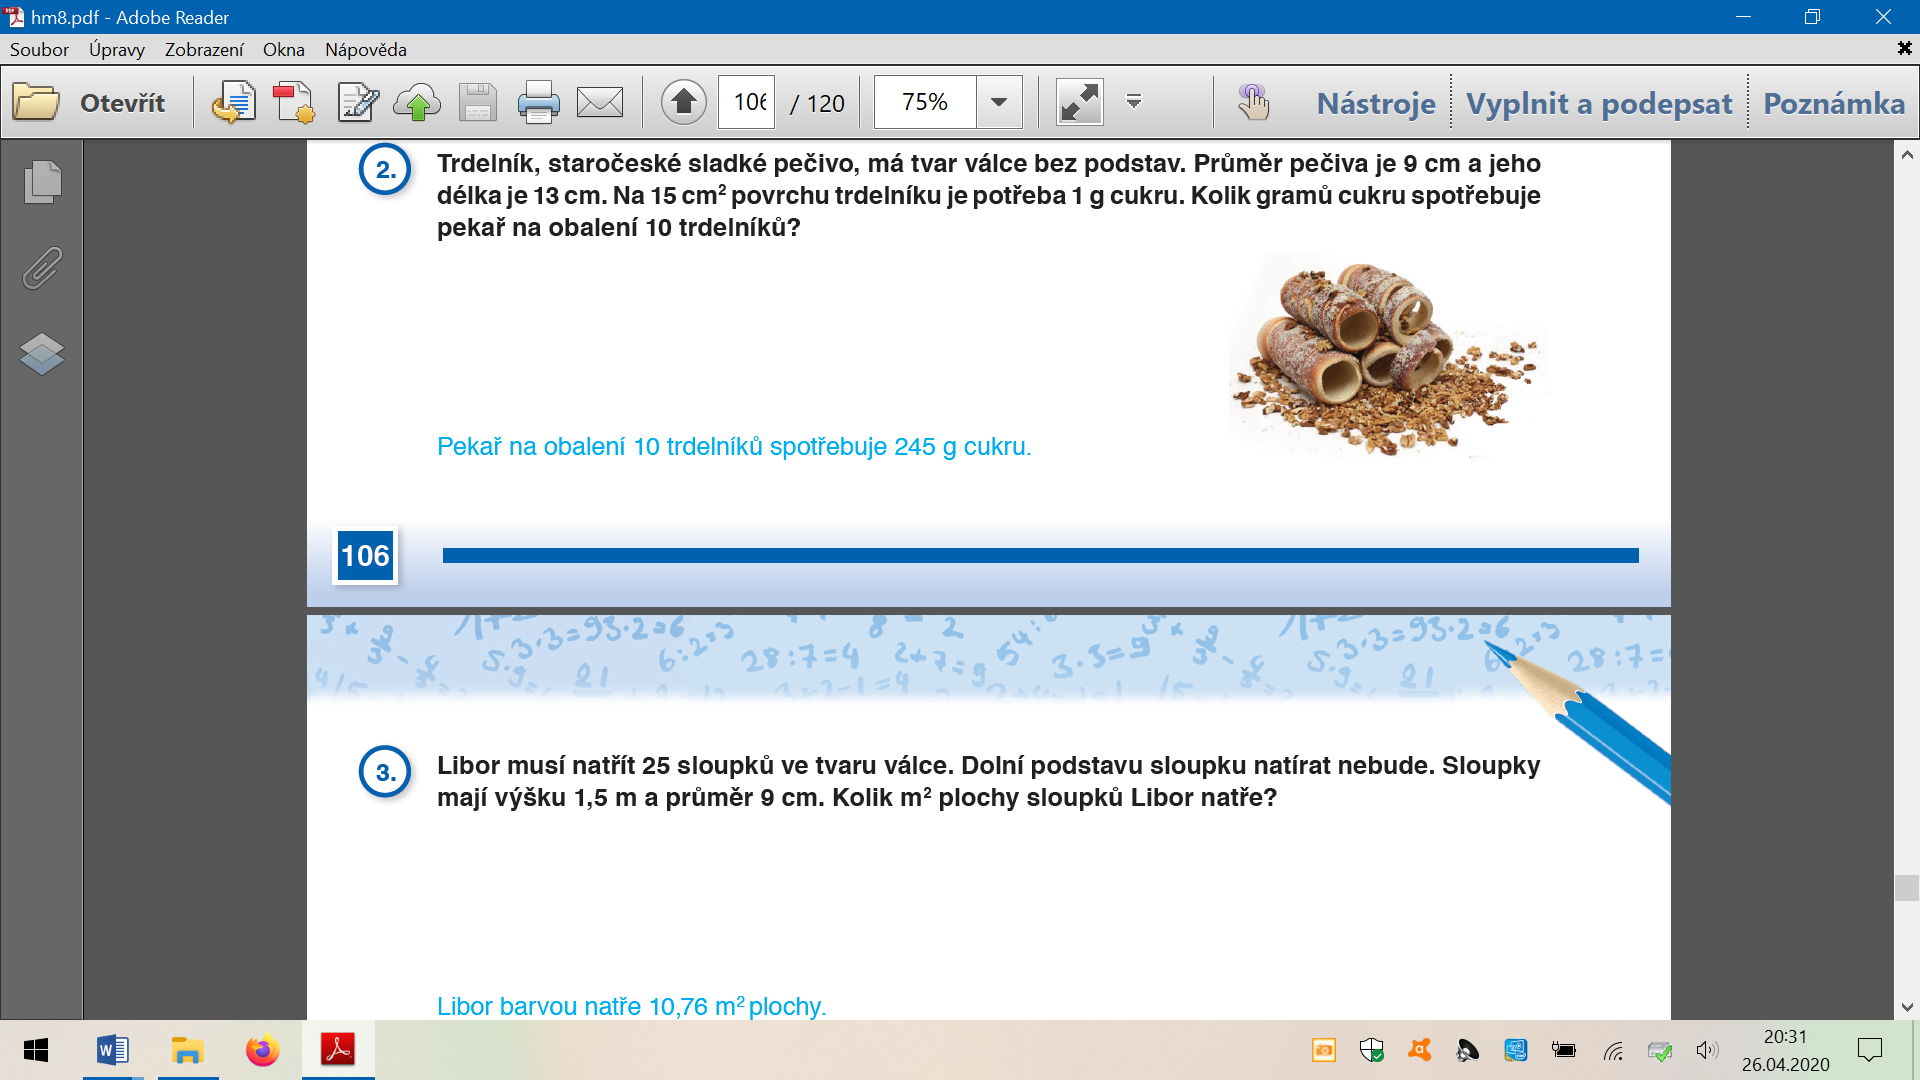 hm8.pdf - Adobe Reader
Soubor Úpravy Zobrazení Okna Nápověda
Otevřít 106 / 120 75% Nástroje Vyplnit a podepsat Poznámka
2. Trdelník, staročeské sladké pečivo, má tvar válce bez podstav. Průměr pečiva je 9 cm a jeho
délka je 13 cm. Na 15 cm² povrchu trdelníku je potřeba 1 g cukru. Kolik gramů cukru spotřebuje
pekař na obalení 10 trdelníků?
Pekař na obalení 10 trdelníků spotřebuje 245 g cukru.
106
3. Libor musí natřít 25 sloupků ve tvaru válce. Dolní podstavu sloupku natírat nebude. Sloupky
mají výšku 1,5 m a průměr 9 cm. Kolik m² plochy sloupků Libor natře?
Libor barvou natře 10,76 m² plochy.
20:31
26.04.2020